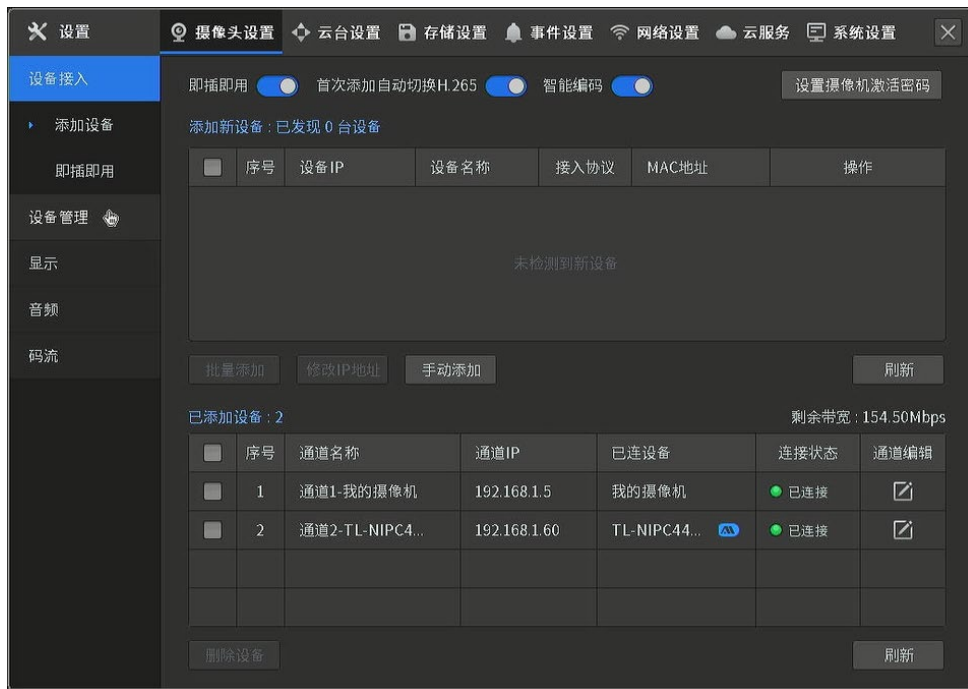 设置 摄像头设置 云台设置 存储设置 事件设置 网络设置 云服务 系统设置
设备接入
添加设备
即插即用
设备管理
显示
音频
码流
即插即用 首次添加自动切换H.265 智能编码 设置摄像机激活密码
添加新设备 : 已发现 0 台设备
序号 设备IP 设备名称 接入协议 MAC地址 操作
未检测到新设备
批量添加 修改IP地址 手动添加 刷新
已添加设备 : 2 剩余带宽 : 154.50Mbps
序号 通道名称 通道IP 已连设备 连接状态 通道编辑
1 通道1-我的摄像机 192.168.1.5 我的摄像机 已连接
2 通道2-TL-NIPC4... 192.168.1.60 TL-NIPC44... 已连接
删除设备 刷新